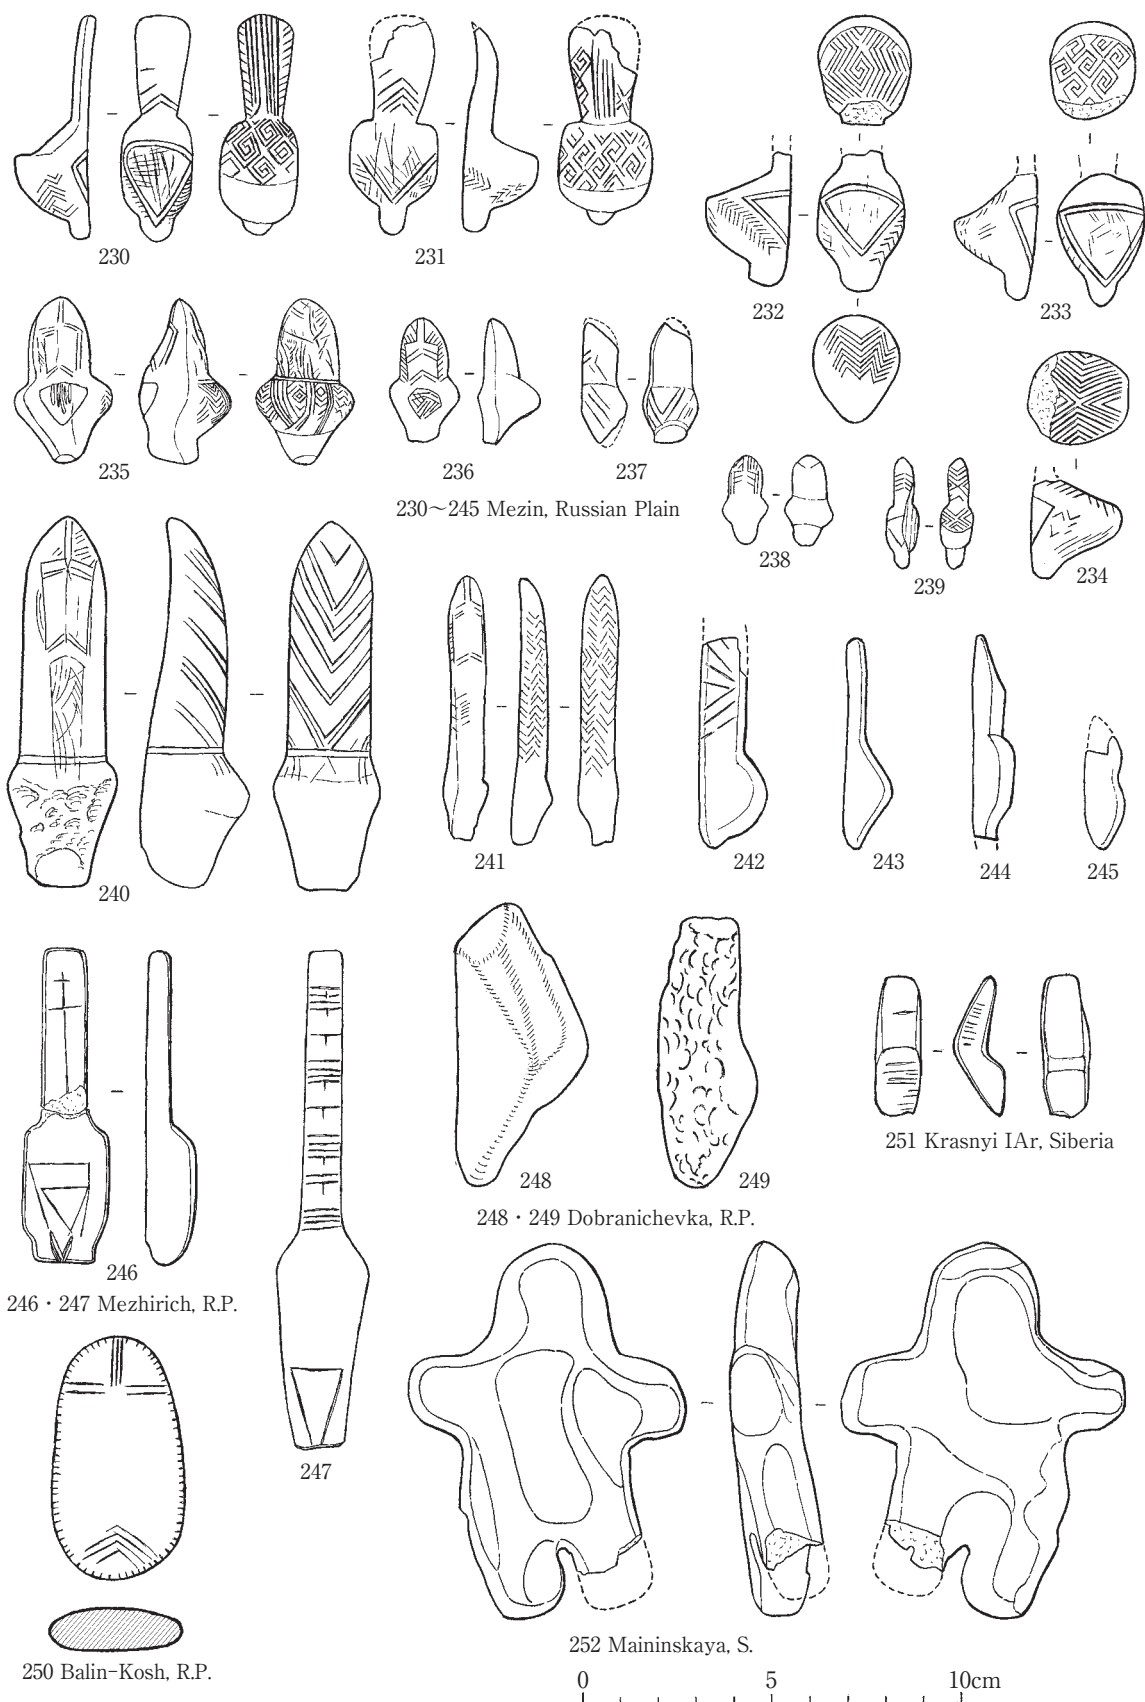 230
231
232
233
235
236
237
230～245 Mezin, Russian Plain
238
239
234
240
241
242
243
244
245
246
246・247 Mezhirich, R.P.
247
248
249
248・249 Dobranichevka, R.P.
251 Krasnyi IAr, Siberia
250 Balin-Kosh, R.P.
252 Maininskaya, S.
0 5 10cm